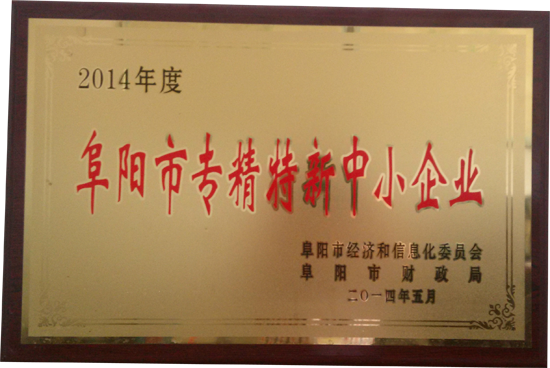 2014年度
阜阳市专精特新中小企业
阜阳市经济和信息化委员会
阜阳市财政局
二〇一四年五月